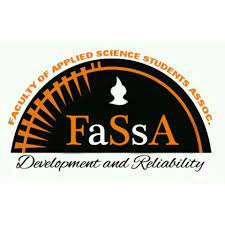 FACULTY OF APPLIED SCIENCE STUDENTS ASSOC.
FaSsA
Development and Reliability